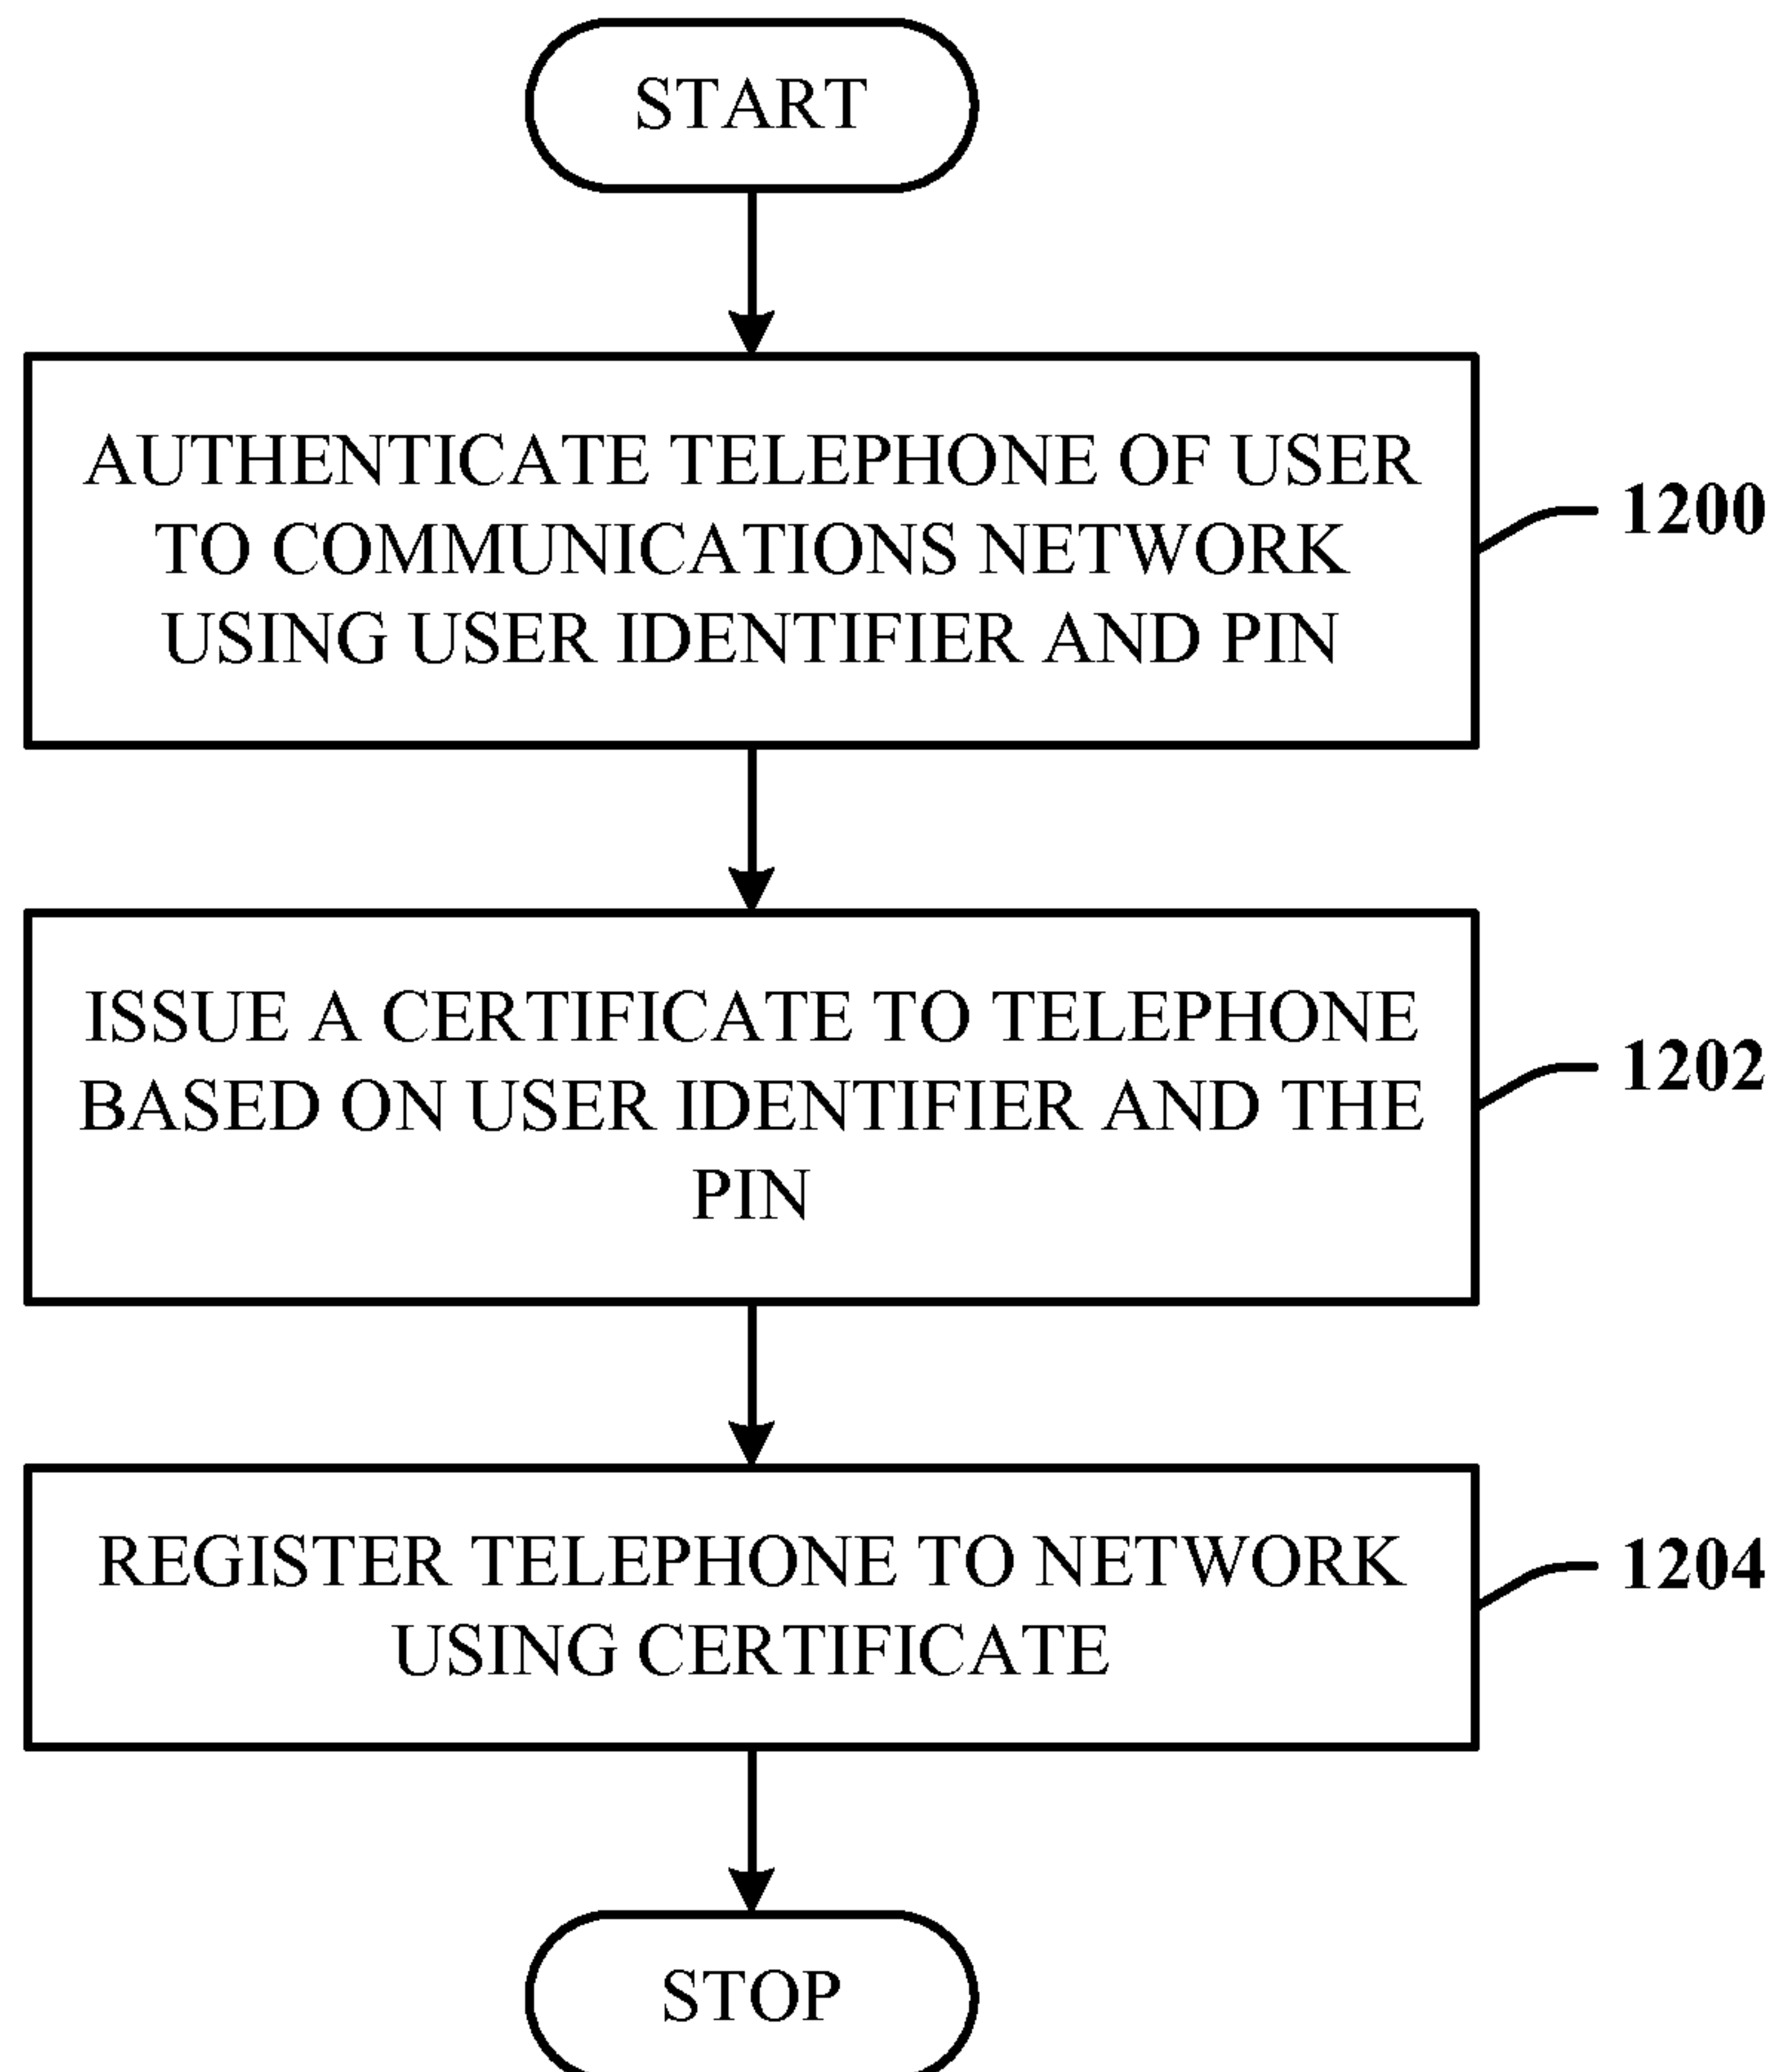 START
AUTHENTICATE TELEPHONE OF USER
TO COMMUNICATIONS NETWORK
USING USER IDENTIFIER AND PIN
1200
ISSUE A CERTIFICATE TO TELEPHONE
BASED ON USER IDENTIFIER AND THE
PIN
1202
REGISTER TELEPHONE TO NETWORK
USING CERTIFICATE
1204
STOP